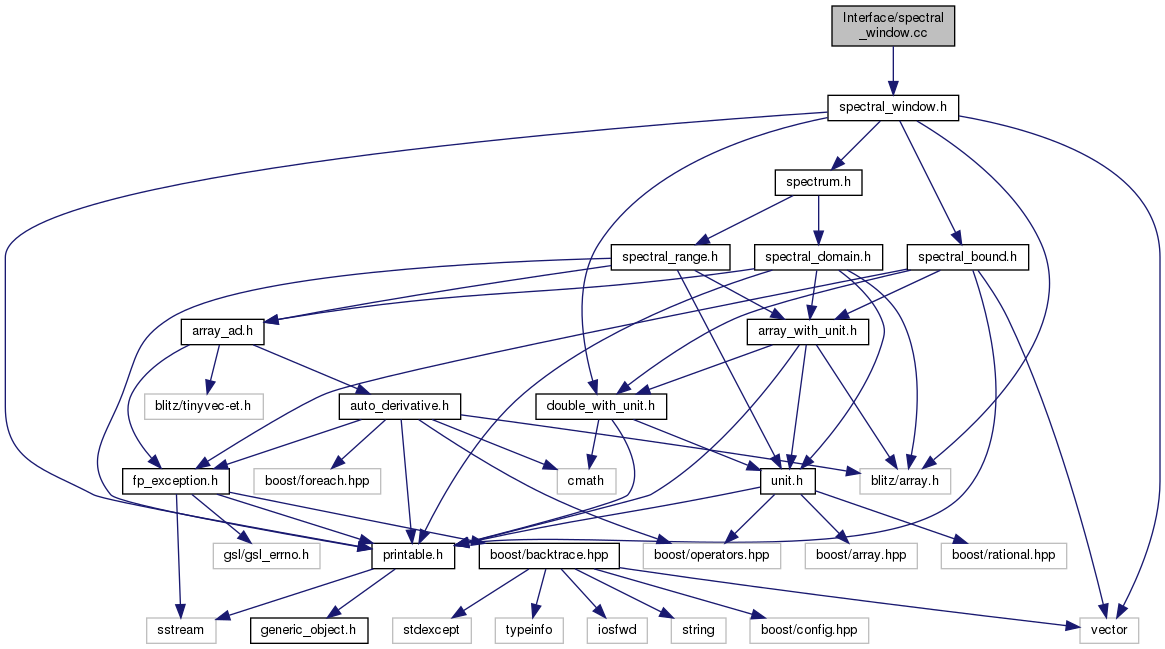 Interface/spectral
_window.cc
spectral_window.h
spectrum.h
spectral_range.h
spectral_domain.h
spectral_bound.h
array_ad.h
array_with_unit.h
blitz/tinyvec-et.h
auto_derivative.h
double_with_unit.h
fp_exception.h
boost/foreach.hpp
cmath
unit.h
blitz/array.h
gsl/gsl_errno.h
printable.h
boost/backtrace.hpp
boost/operators.hpp
boost/array.hpp
boost/rational.hpp
sstream
generic_object.h
stdexcept
typeinfo
iosfwd
string
boost/config.hpp
vector